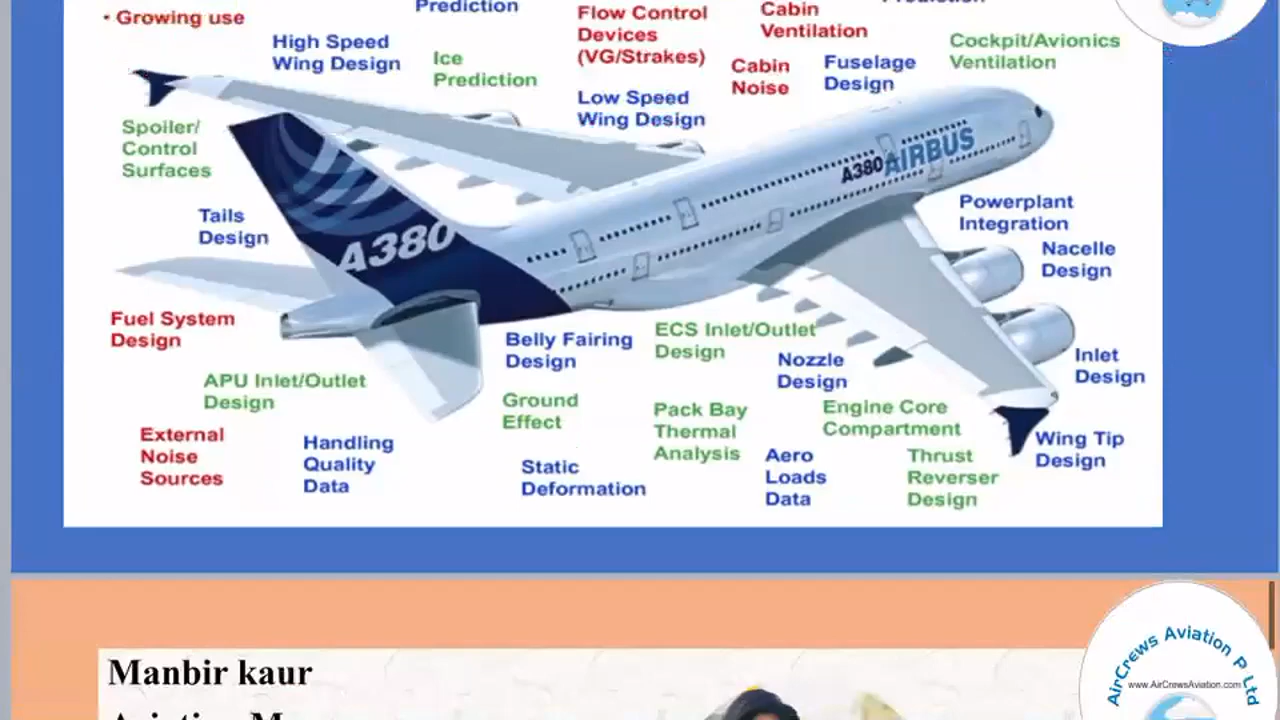 Prediction
• Growing use
Flow Control
Devices
(VG/Strakes)
Cabin
Ventilation
High Speed
Wing Design
Ice
Prediction
Cabin
Noise
Fuselage
Design
Cockpit/Avionics
Ventilation
Low Speed
Wing Design
Spoiler/
Control
Surfaces
A380 AIRBUS
Tails
Design
A380
Powerplant
Integration
Nacelle
Design
Fuel System
Design
Belly Fairing
Design
ECS Inlet/Outlet
Design
Nozzle
Design
Inlet
Design
APU Inlet/Outlet
Design
Ground
Effect
Pack Bay
Thermal
Analysis
Engine Core
Compartment
External
Noise
Sources
Handling
Quality
Data
Static
Deformation
Aero
Loads
Data
Thrust
Reverser
Design
Wing Tip
Design
Manbir kaur
AirCrews Aviation P Ltd
www.AirCrewsAviation.com